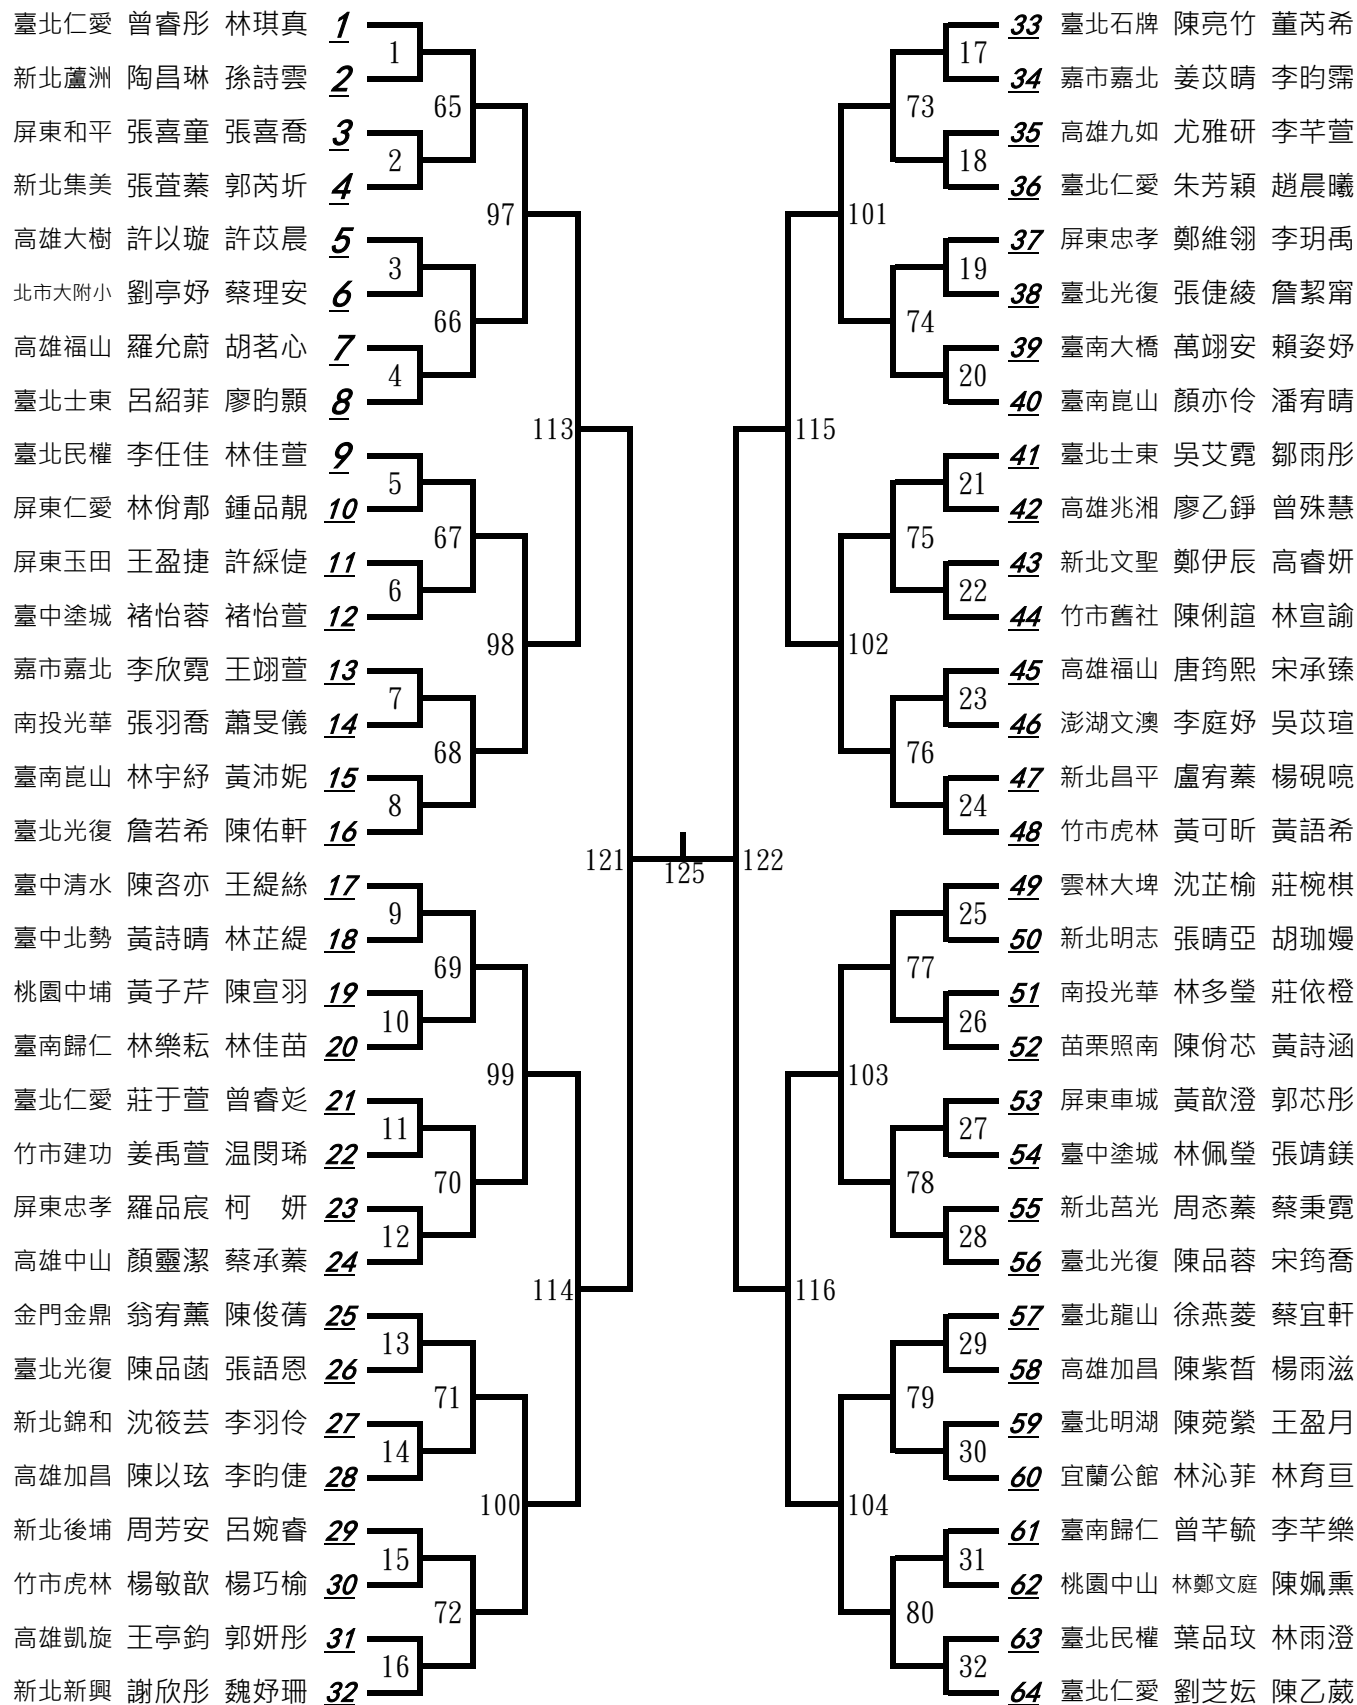 臺北仁愛 曾睿彤 林琪真 1
1
新北蘆洲 陶昌琳 孫詩雲 2
65
屏東和平 張喜童 張喜喬 3
2
新北集美 張萓蓁 郭芮圻 4
97
高雄大樹 許以璇 許苡晨 5
3
北市大附小 劉亭妤 蔡理安 6
66
高雄福山 羅允蔚 胡茗心 7
4
臺北士東 呂紹菲 廖昀顥 8
113
臺北民權 李任佳 林佳萱 9
5
屏東仁愛 林俏郬 鍾品靚 10
67
屏東玉田 王盈捷 許綵偼 11
6
臺中塗城 褚怡蓉 褚怡萱 12
98
嘉市嘉北 李欣霓 王翊萱 13
7
南投光華 張羽喬 蕭旻儀 14
68
臺南崑山 林宇紓 黃沛妮 15
8
臺北光復 詹若希 陳佑軒 16
121
臺中清水 陳咨亦 王緹絲 17
9
臺中北勢 黃詩晴 林芷緹 18
69
桃園中埔 黃子芹 陳宣羽 19
10
臺南歸仁 林樂耘 林佳苗 20
99
臺北仁愛 莊于萱 曾睿彣 21
11
竹市建功 姜禹萱 温閔琋 22
70
屏東忠孝 羅品宸 柯 妍 23
12
高雄中山 顏靈潔 蔡承蓁 24
114
金門金鼎 翁宥薰 陳俊蒨 25
13
臺北光復 陳品菡 張語恩 26
71
新北錦和 沈筱芸 李羽伶 27
14
高雄加昌 陳以玹 李昀倢 28
100
新北後埔 周芳安 呂婉睿 29
15
竹市虎林 楊敏歆 楊巧榆 30
72
高雄凱旋 王亭鈞 郭妍彤 31
16
新北新興 謝欣彤 魏妤珊 32
125
33 臺北石牌 陳亮竹 董芮希
17
34 嘉市嘉北 姜苡晴 李昀霈
73
35 高雄九如 尤雅研 李芊萱
18
36 臺北仁愛 朱芳穎 趙晨曦
101
37 屏東忠孝 鄭維翎 李玥禹
19
38 臺北光復 張倢綾 詹絜甯
74
39 臺南大橋 萬翊安 賴姿妤
20
40 臺南崑山 顏亦伶 潘宥晴
115
41 臺北士東 吳艾霓 鄒雨彤
21
42 高雄兆湘 廖乙錚 曾殊慧
75
43 新北文聖 鄭伊辰 高睿妍
22
44 竹市舊社 陳俐諠 林宣諭
102
45 高雄福山 唐筠熙 宋承臻
23
46 澎湖文澳 李庭妤 吳苡瑄
76
47 新北昌平 盧宥蓁 楊硯喨
24
48 竹市虎林 黃可昕 黃語希
122
49 雲林大埤 沈芷榆 莊椀棋
25
50 新北明志 張晴亞 胡珈嫚
77
51 南投光華 林多瑩 莊依橙
26
52 苗栗照南 陳俏芯 黃詩涵
103
53 屏東車城 黃歆澄 郭芯彤
27
54 臺中塗城 林佩瑩 張靖鎂
78
55 新北莒光 周忞蓁 蔡秉霓
28
56 臺北光復 陳品蓉 宋筠喬
116
57 臺北龍山 徐燕菱 蔡宜軒
29
58 高雄加昌 陳紫皙 楊雨滋
79
59 臺北明湖 陳菀縈 王盈月
30
60 宜蘭公館 林沁菲 林育亘
104
61 臺南歸仁 曾芊毓 李芊樂
31
62 桃園中山 林鄭文庭 陳姵熏
80
63 臺北民權 葉品玟 林雨澄
32
64 臺北仁愛 劉芝妘 陳乙葳